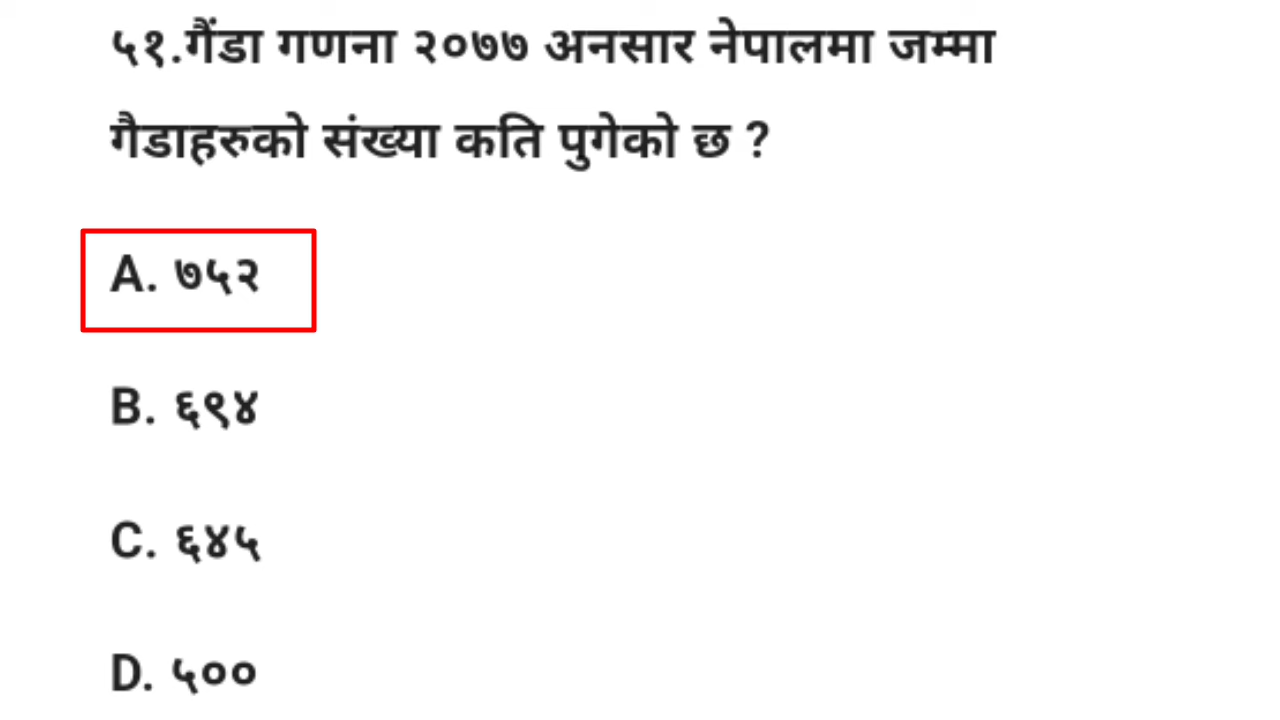 ५१.गैंडा गणना २०७७ अनसार नेपालमा जम्मा
गैडाहरुको संख्या कति पुगेको छ ?
A. ७५२
B. ६९४
C. ६४५
D. ५००